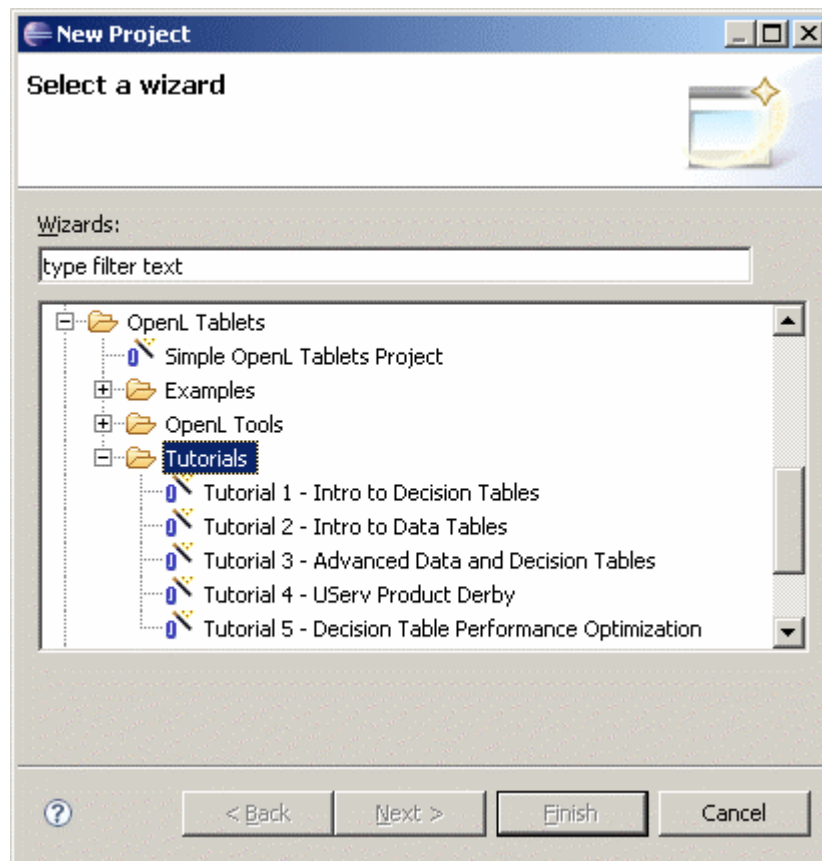 New Project
Select a wizard
Wizards:
type filter text
OpenL Tablets
Simple OpenL Tablets Project
Examples
OpenL Tools
Tutorials
Tutorial 1 - Intro to Decision Tables
Tutorial 2 - Intro to Data Tables
Tutorial 3 - Advanced Data and Decision Tables
Tutorial 4 - UServ Product Derby
Tutorial 5 - Decision Table Performance Optimization
? < Back Next > Finish Cancel